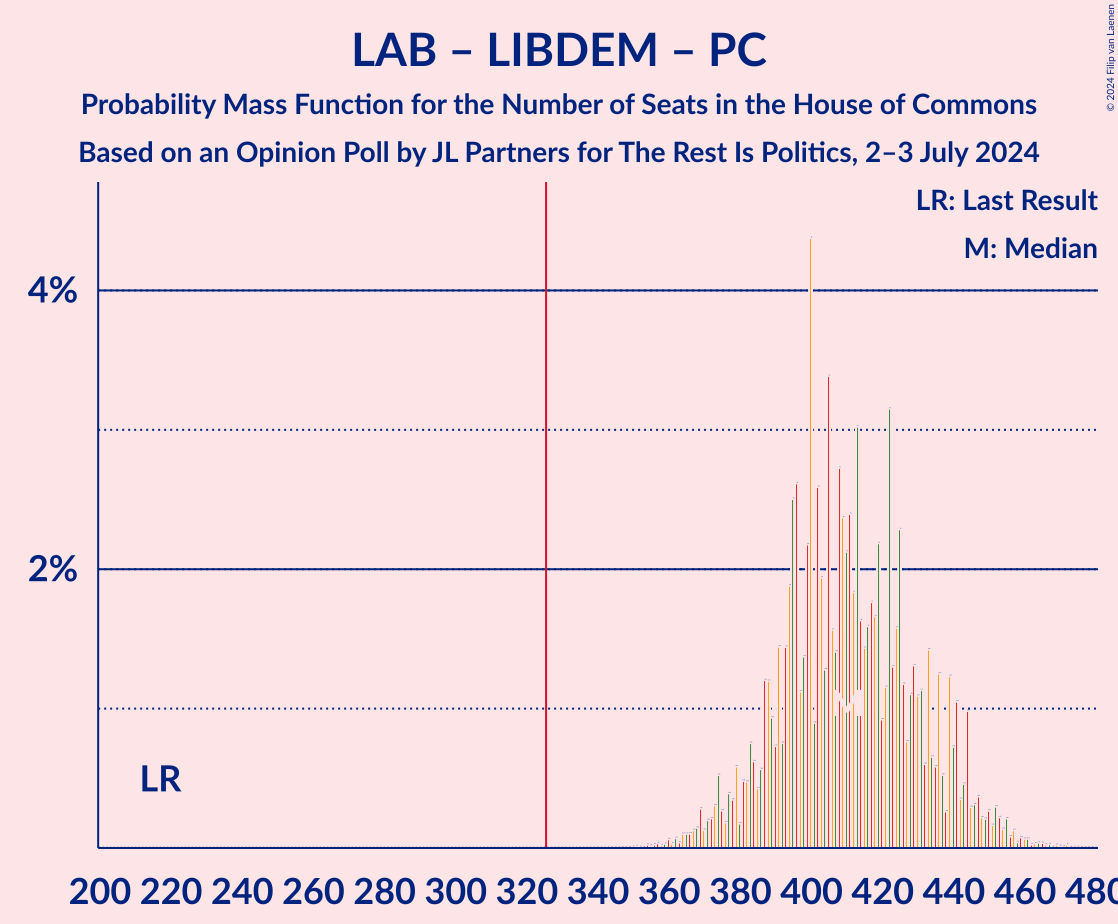 LAB – LIBDEM – PC
Probability Mass Function for the Number of Seats in the House of Commons
Based on an Opinion Poll by JL Partners for The Rest Is Politics, 2–3 July 2024
© 2024 Filip van Laenen
LR: Last Result
M: Median
4%
2%
LR
200 220 240 260 280 300 320 340 360 380 400 420 440 460 480